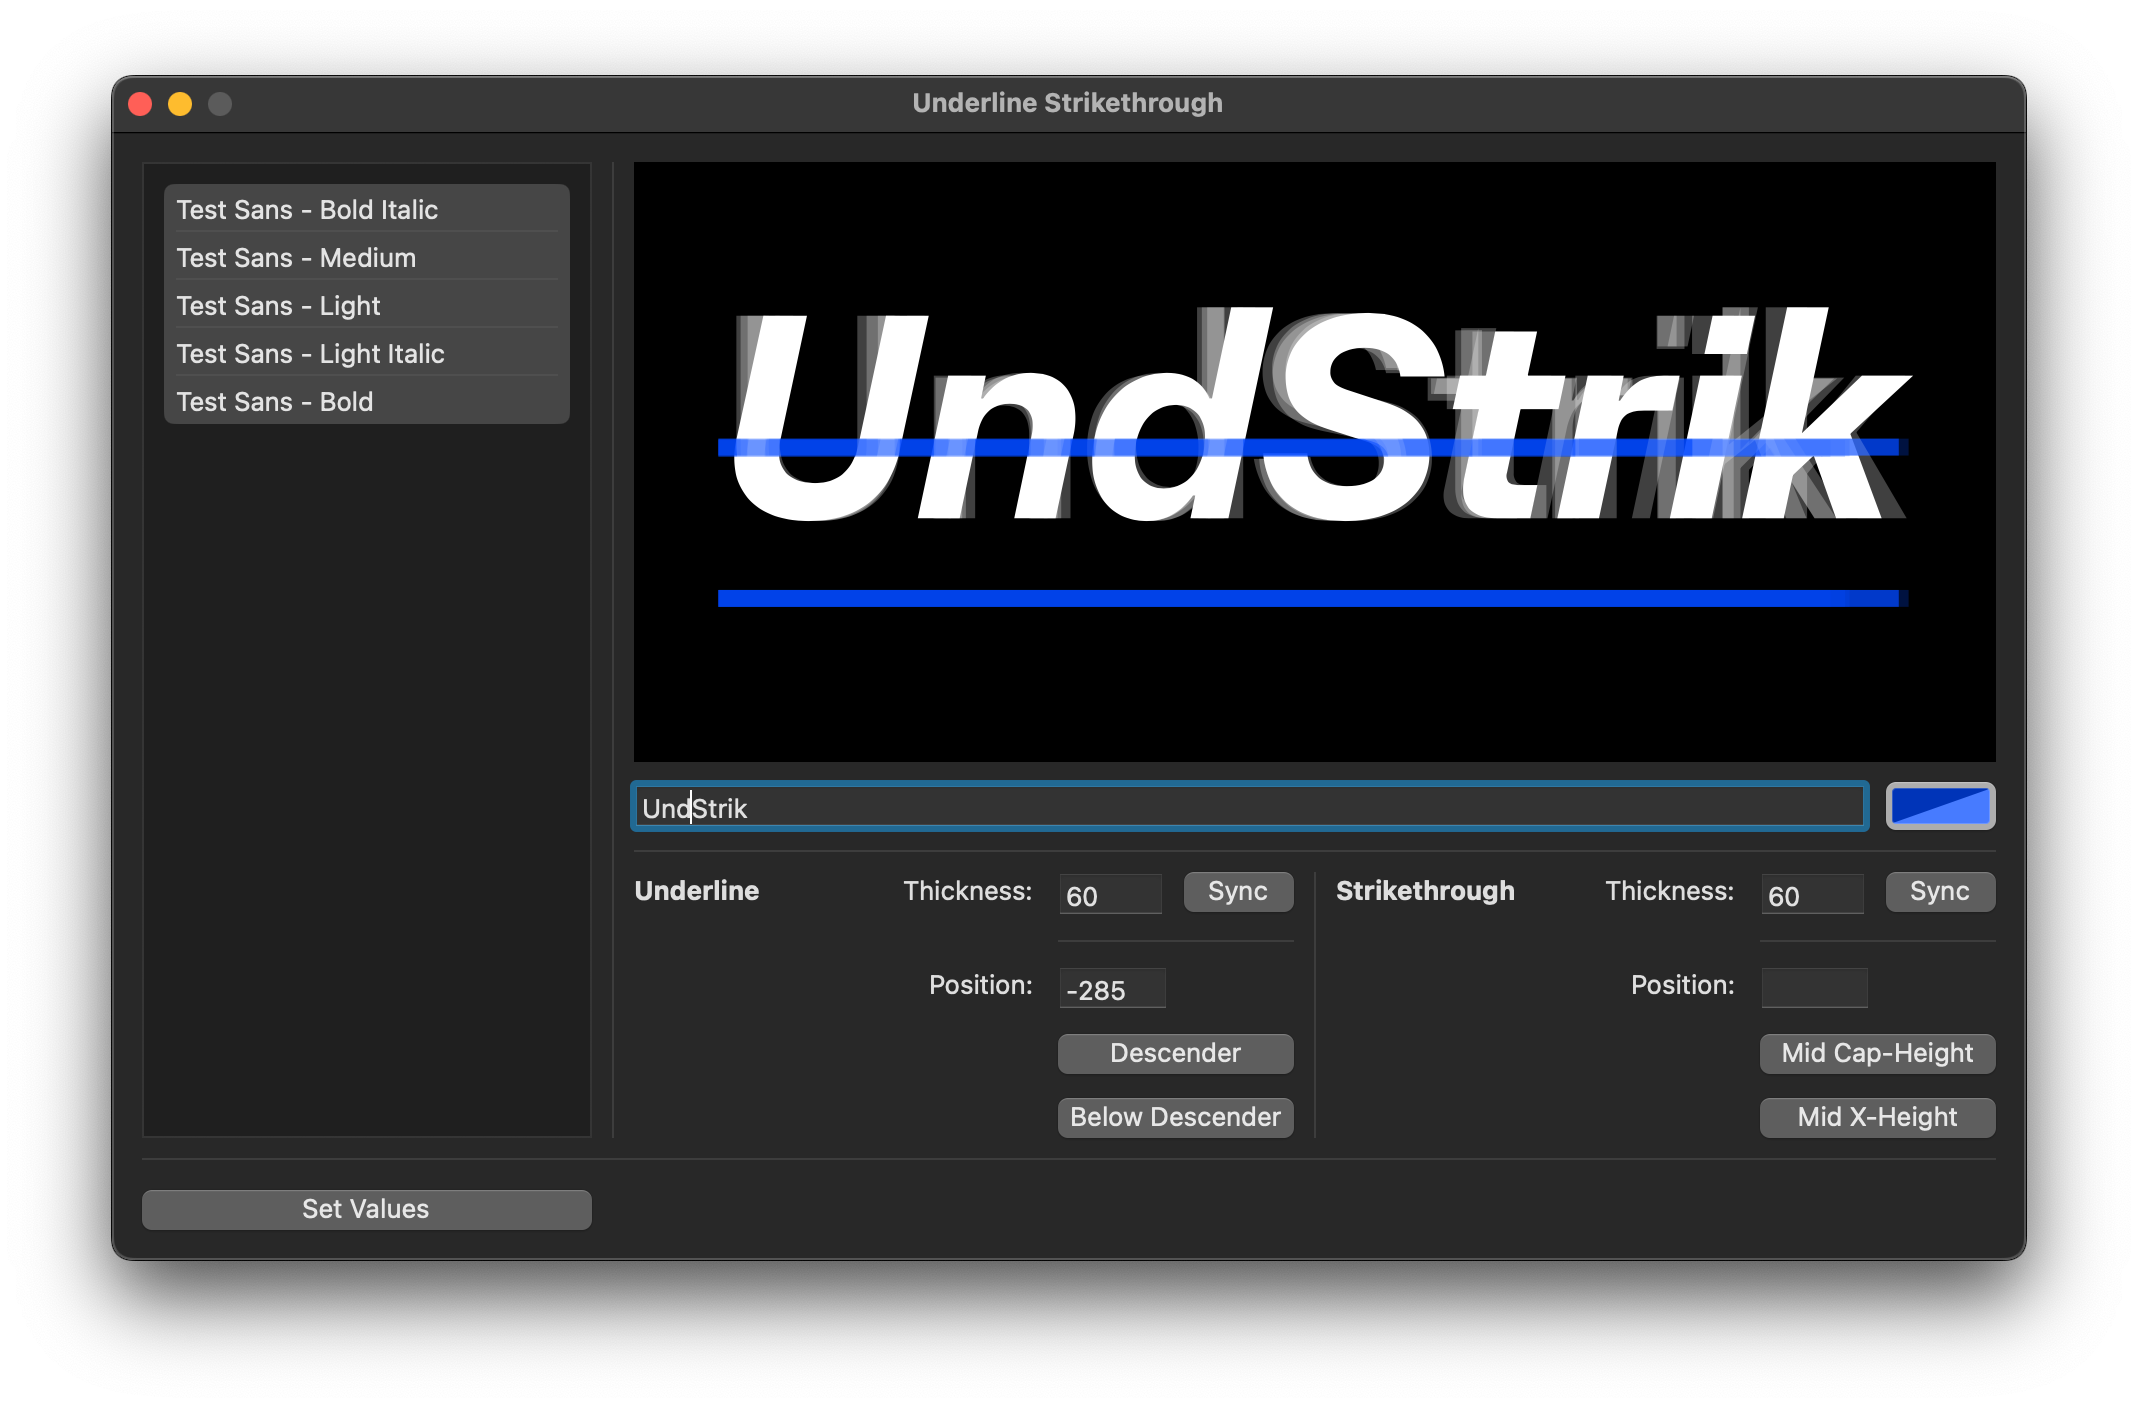 Underline Strikethrough
Test Sans - Bold Italic
Test Sans - Medium
Test Sans - Light
Test Sans - Light Italic
Test Sans - Bold
UndStrik
UndStrik
Underline
Thickness:
60
Sync
Position:
-285
Descender
Below Descender
Strikethrough
Thickness:
60
Sync
Position:
Mid Cap-Height
Mid X-Height
Set Values